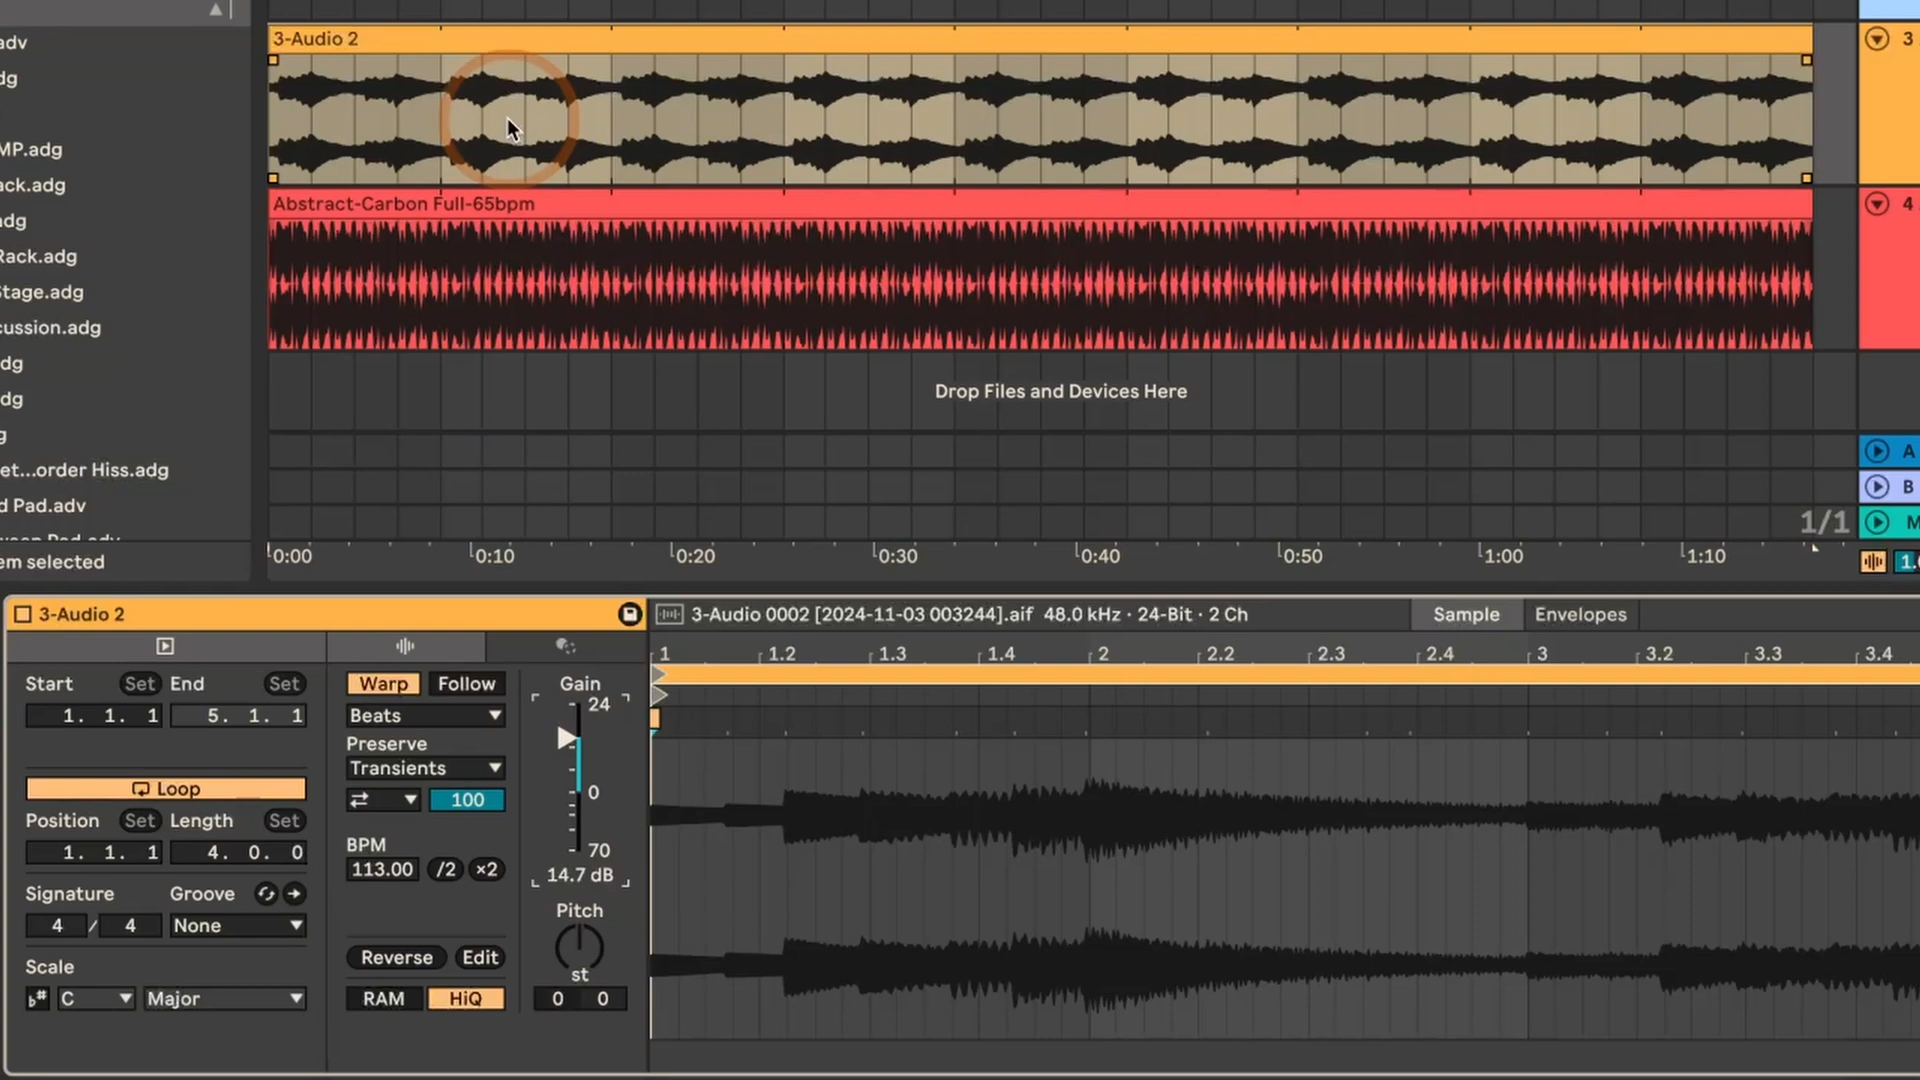 adv
dg
MP.adg
ack.adg
adg
Rack.adg
Stage.adg
cussion.adg
dg
dg
g
et...order Hiss.adg
d Pad.adv
em selected
3-Audio 2
3
Abstract-Carbon Full-65bpm
4
Drop Files and Devices Here
A
B
1/1
M
0:00 0:10 0:20 0:30 0:40 0:50 1:00 1:10
3-Audio 2
3-Audio 0002 [2024-11-03 003244].aif 48.0 kHz · 24-Bit · 2 Ch
Sample Envelopes
1 1.2 1.3 1.4 2 2.2 2.3 2.4 3 3.2 3.3 3.4
Start Set End Set
1. 1. 1 5. 1. 1
Loop
Position Set Length Set
1. 1. 1 4. 0. 0
Signature Groove
4 / 4 None
Scale
C Major
Warp Follow
Beats
Preserve
Transients
100
BPM
113.00 /2 ×2
Reverse Edit
RAM HiQ
Gain
24
0
70
14.7 dB
Pitch
st
0 0